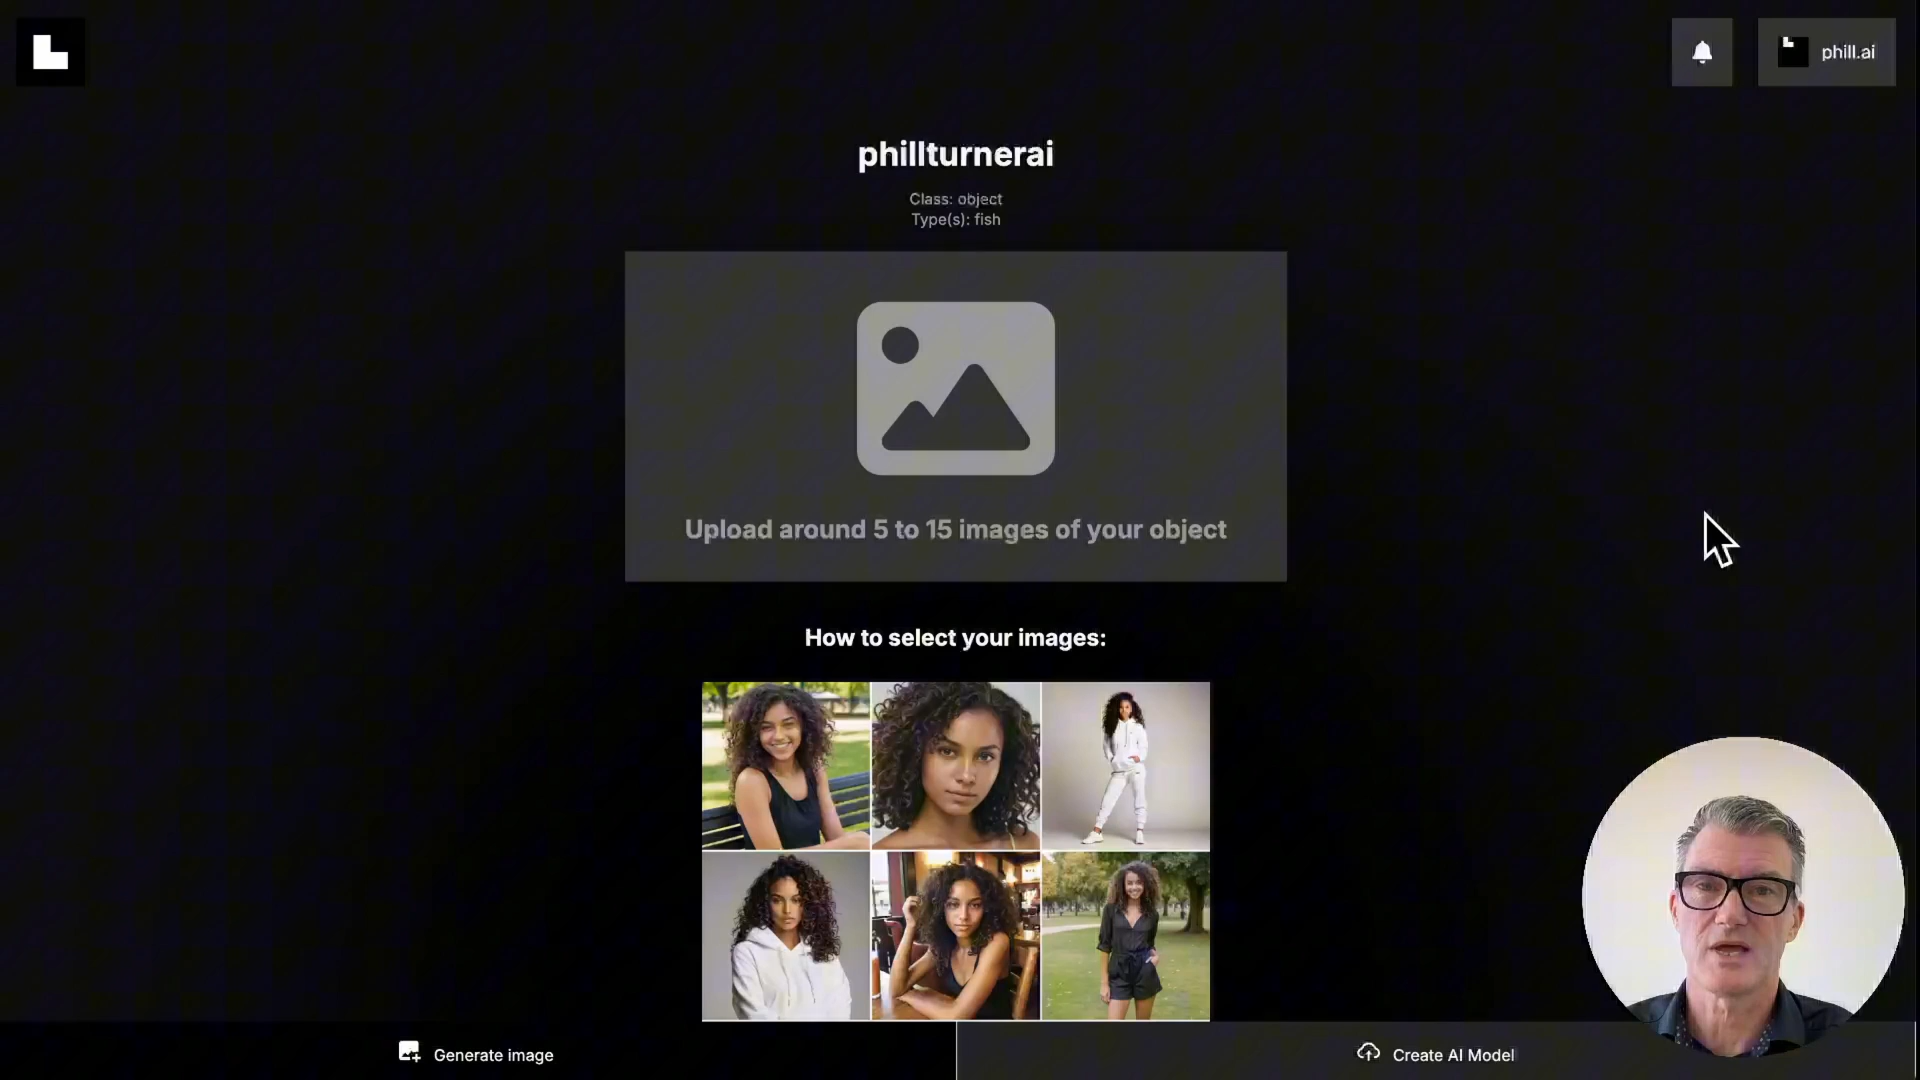 phill.ai
phillturnerai
Class: object
Type(s): fish
Upload around 5 to 15 images of your object
How to select your images:
Generate image
Create AI Model